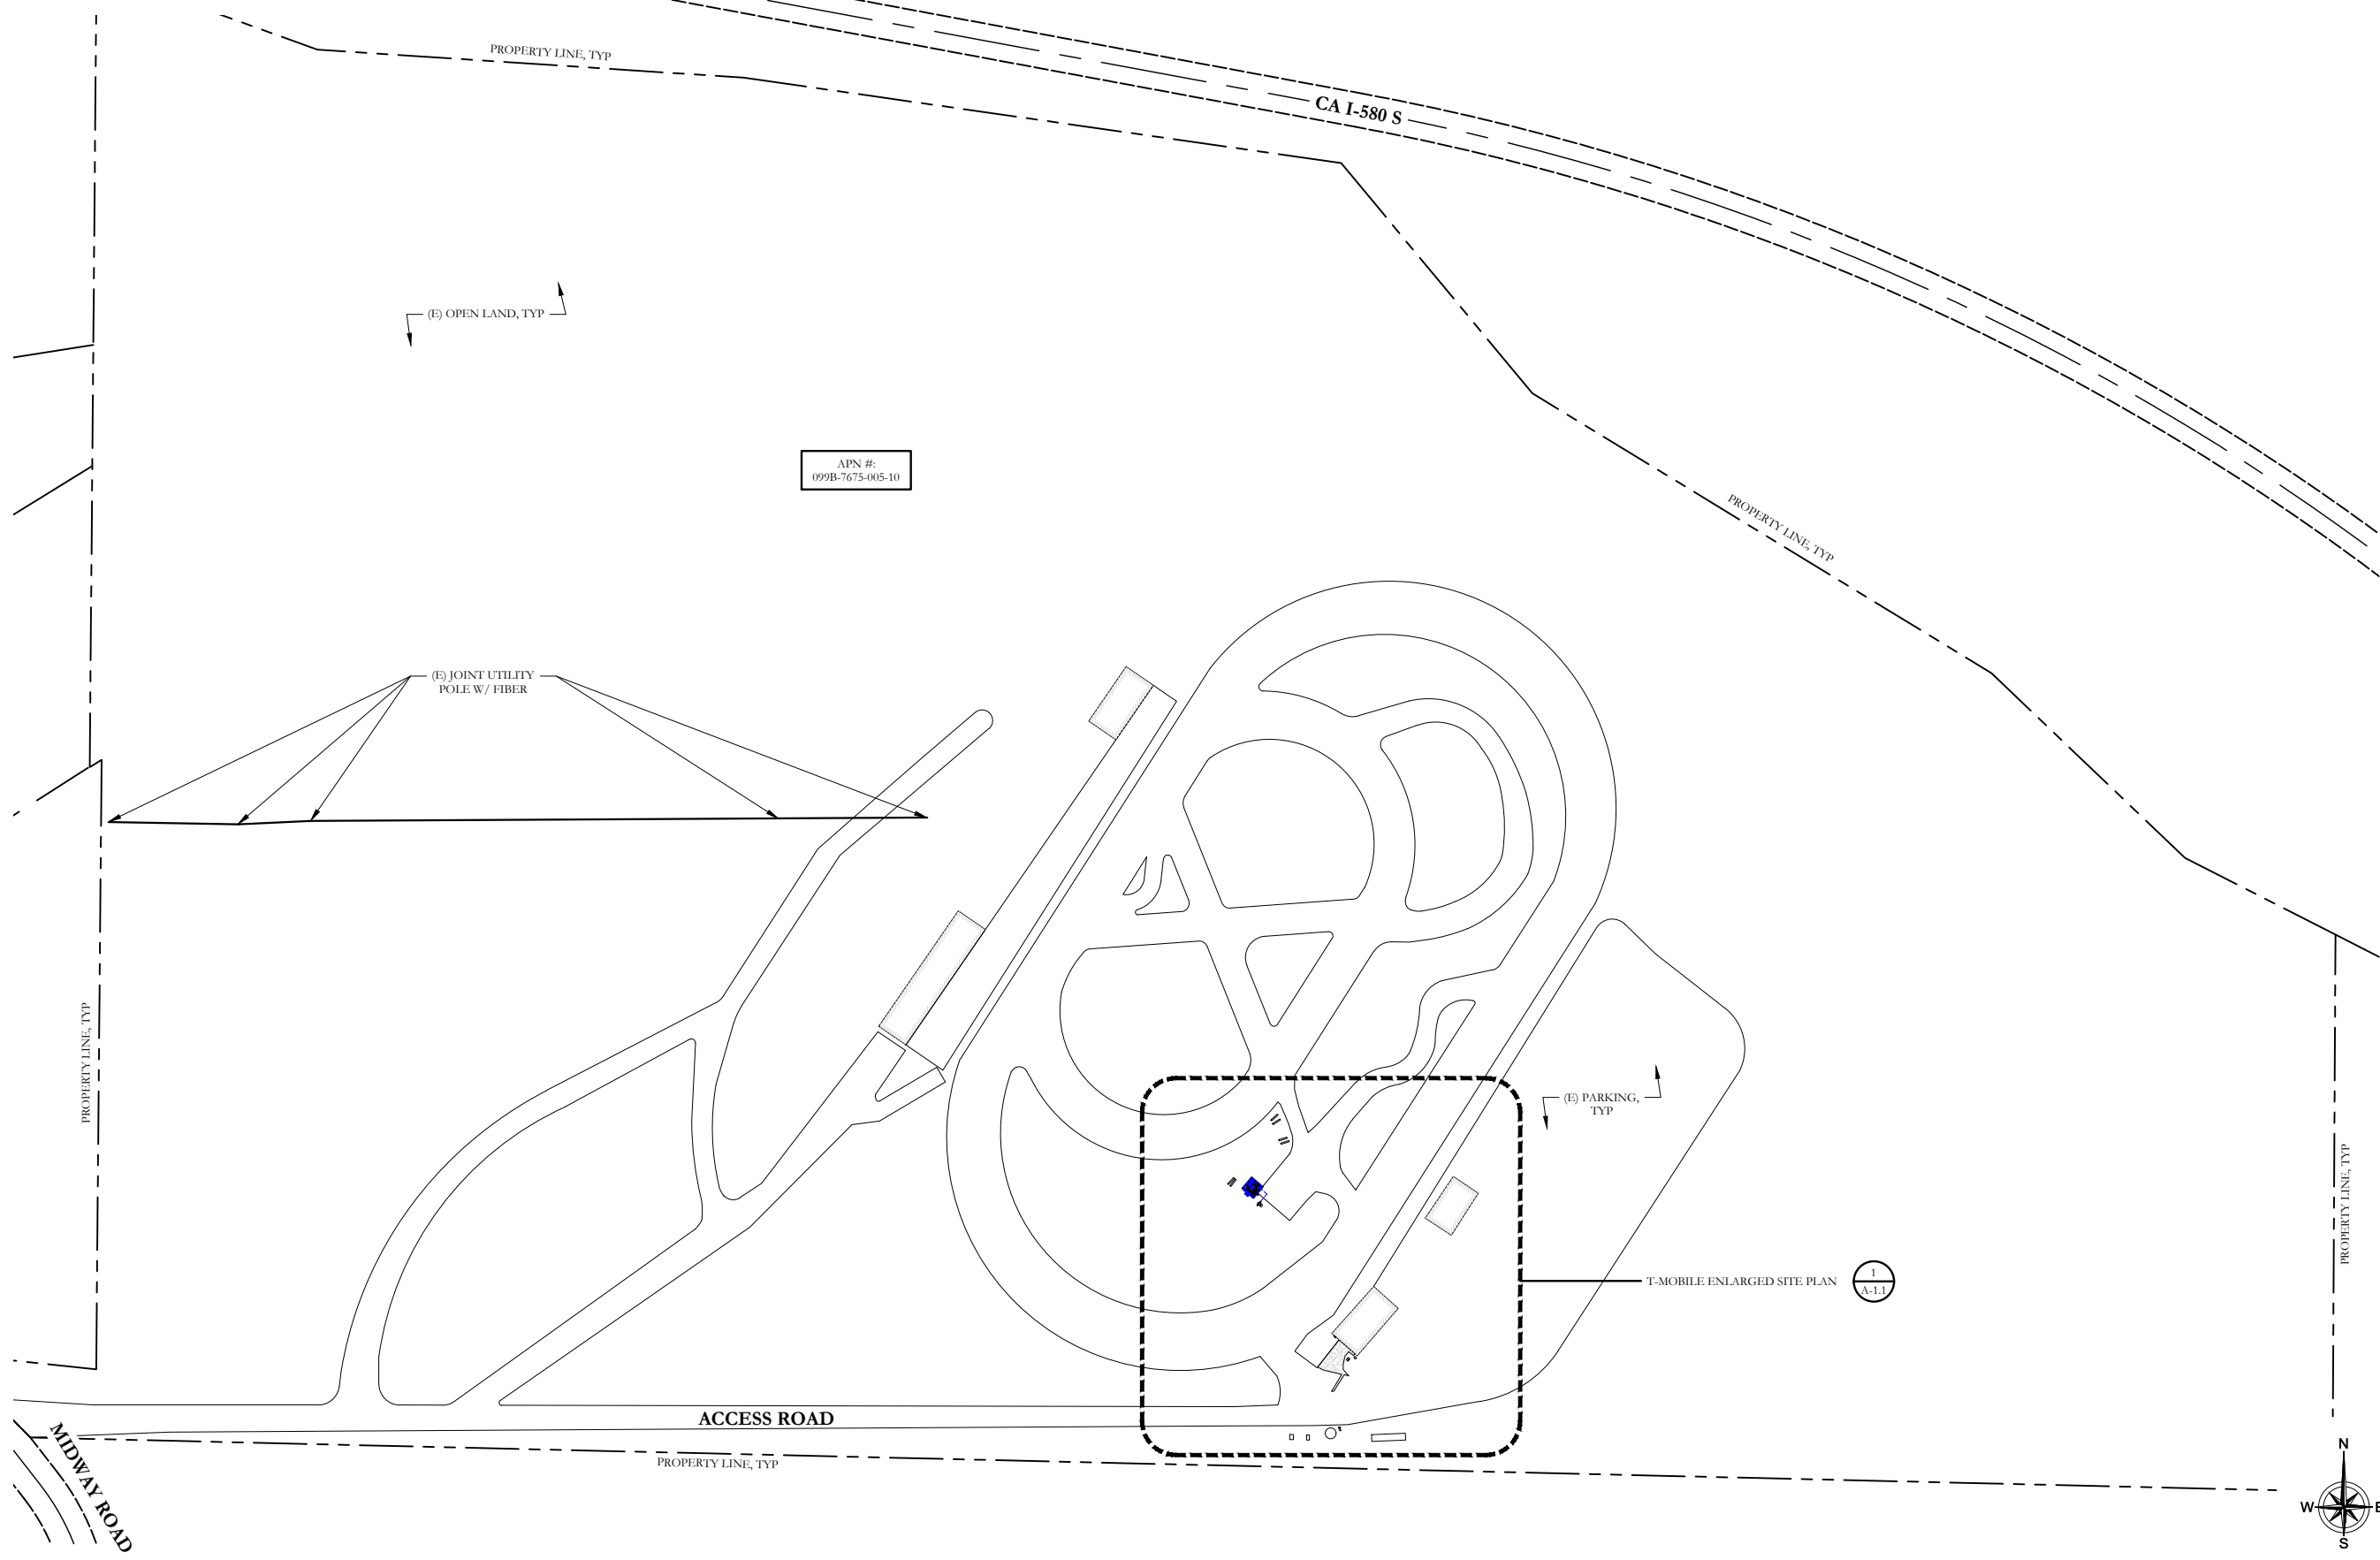 PROPERTY LINE, TYP
CA I-580 S
(E) OPEN LAND, TYP
APN #:
099B-7675-005-10
PROPERTY LINE, TYP
(E) JOINT UTILITY
POLE W/ FIBER
PROPERTY LINE, TYP
(E) PARKING,
TYP
PROPERTY LINE, TYP
T-MOBILE ENLARGED SITE PLAN
1
A-1.1
ACCESS ROAD
MIDWAY ROAD
PROPERTY LINE, TYP
N
W
E
S